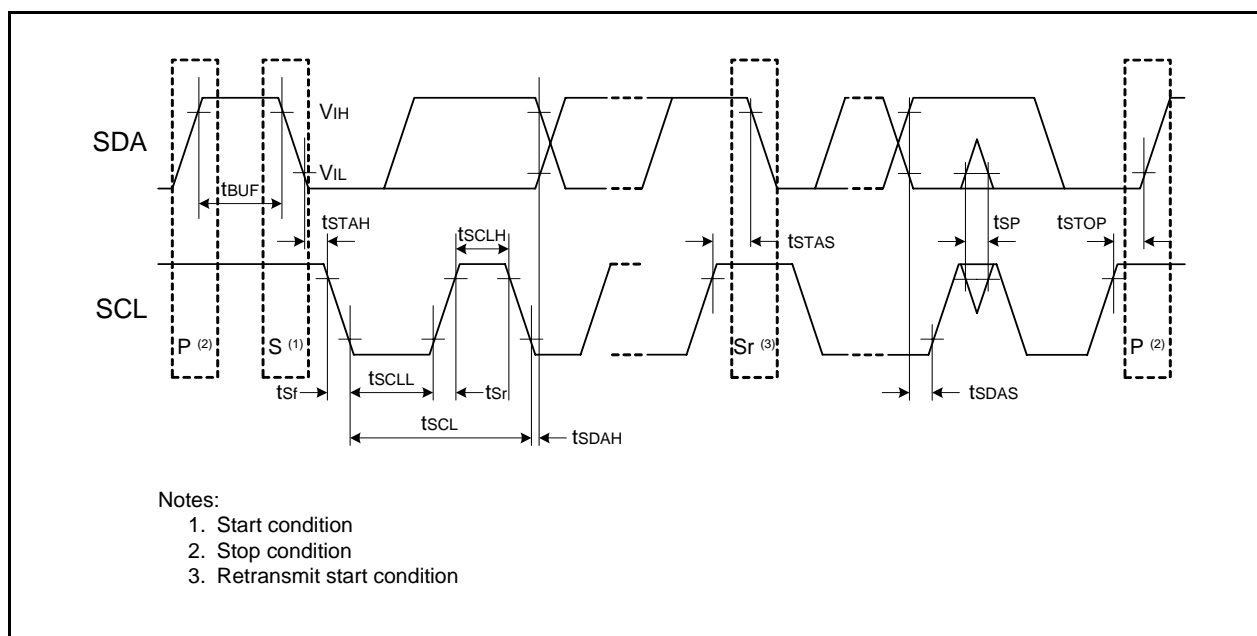 VIH
SDA
VIL
tBUF
tSTAH
tSCLH
tSTAS
tSP
tSTOP
SCL
P (2)
S (1)
Sr (3)
P (2)
tSf
tSCLL
tSr
tSDAS
tSCL
tSDAH
Notes:
1. Start condition
2. Stop condition
3. Retransmit start condition